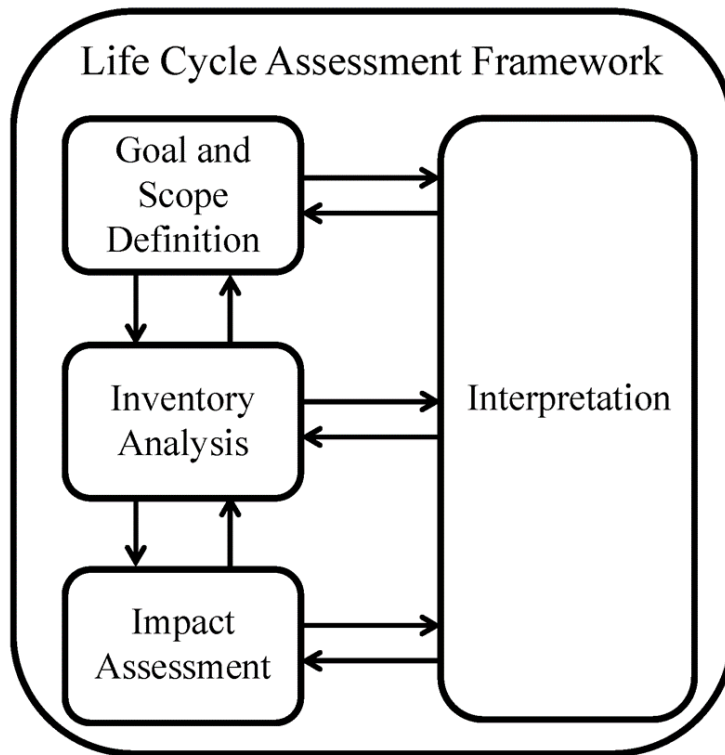 Life Cycle Assessment Framework
Goal and
Scope
Definition
Inventory
Analysis
Interpretation
Impact
Assessment